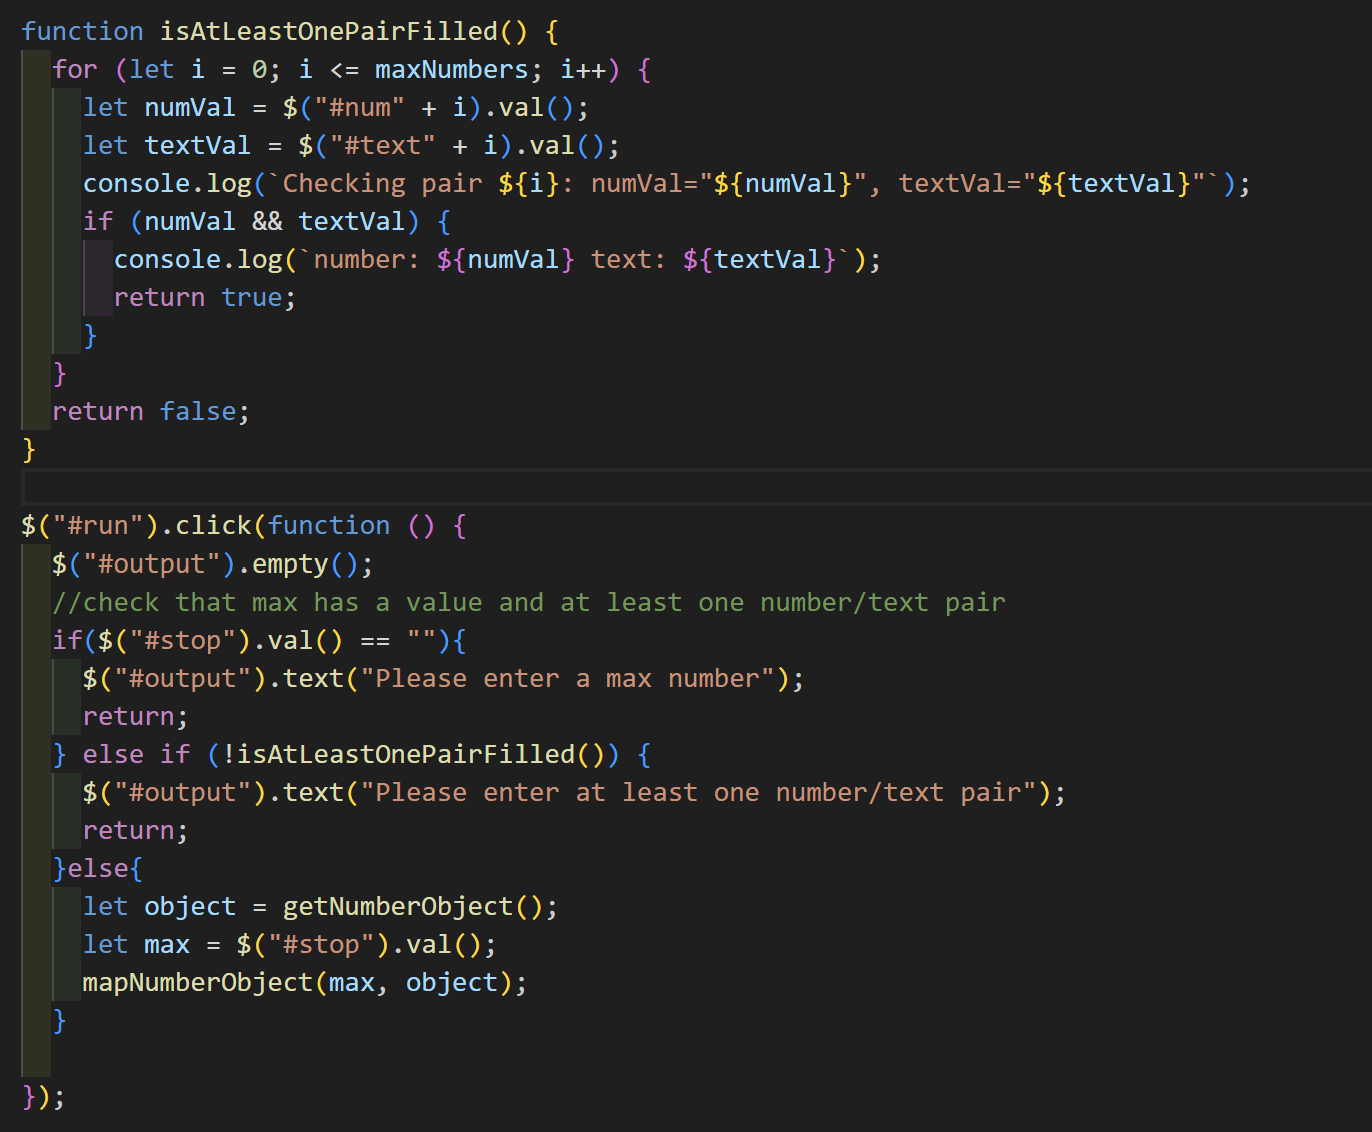 function isAtLeastOnePairFilled() {
  for (let i = 0; i <= maxNumbers; i++) {
    let numVal = $("#num" + i).val();
    let textVal = $("#text" + i).val();
    console.log(`Checking pair ${i}: numVal="${numVal}", textVal="${textVal}"`);
    if (numVal && textVal) {
      console.log(`number: ${numVal} text: ${textVal}`);
      return true;
    }
  }
  return false;
}

$("#run").click(function () {
  $("#output").empty();
  //check that max has a value and at least one number/text pair
  if($("#stop").val() == ""){
    $("#output").text("Please enter a max number");
    return;
  } else if (!isAtLeastOnePairFilled()) {
    $("#output").text("Please enter at least one number/text pair");
    return;
  }else{
    let object = getNumberObject();
    let max = $("#stop").val();
    mapNumberObject(max, object);
  }

});